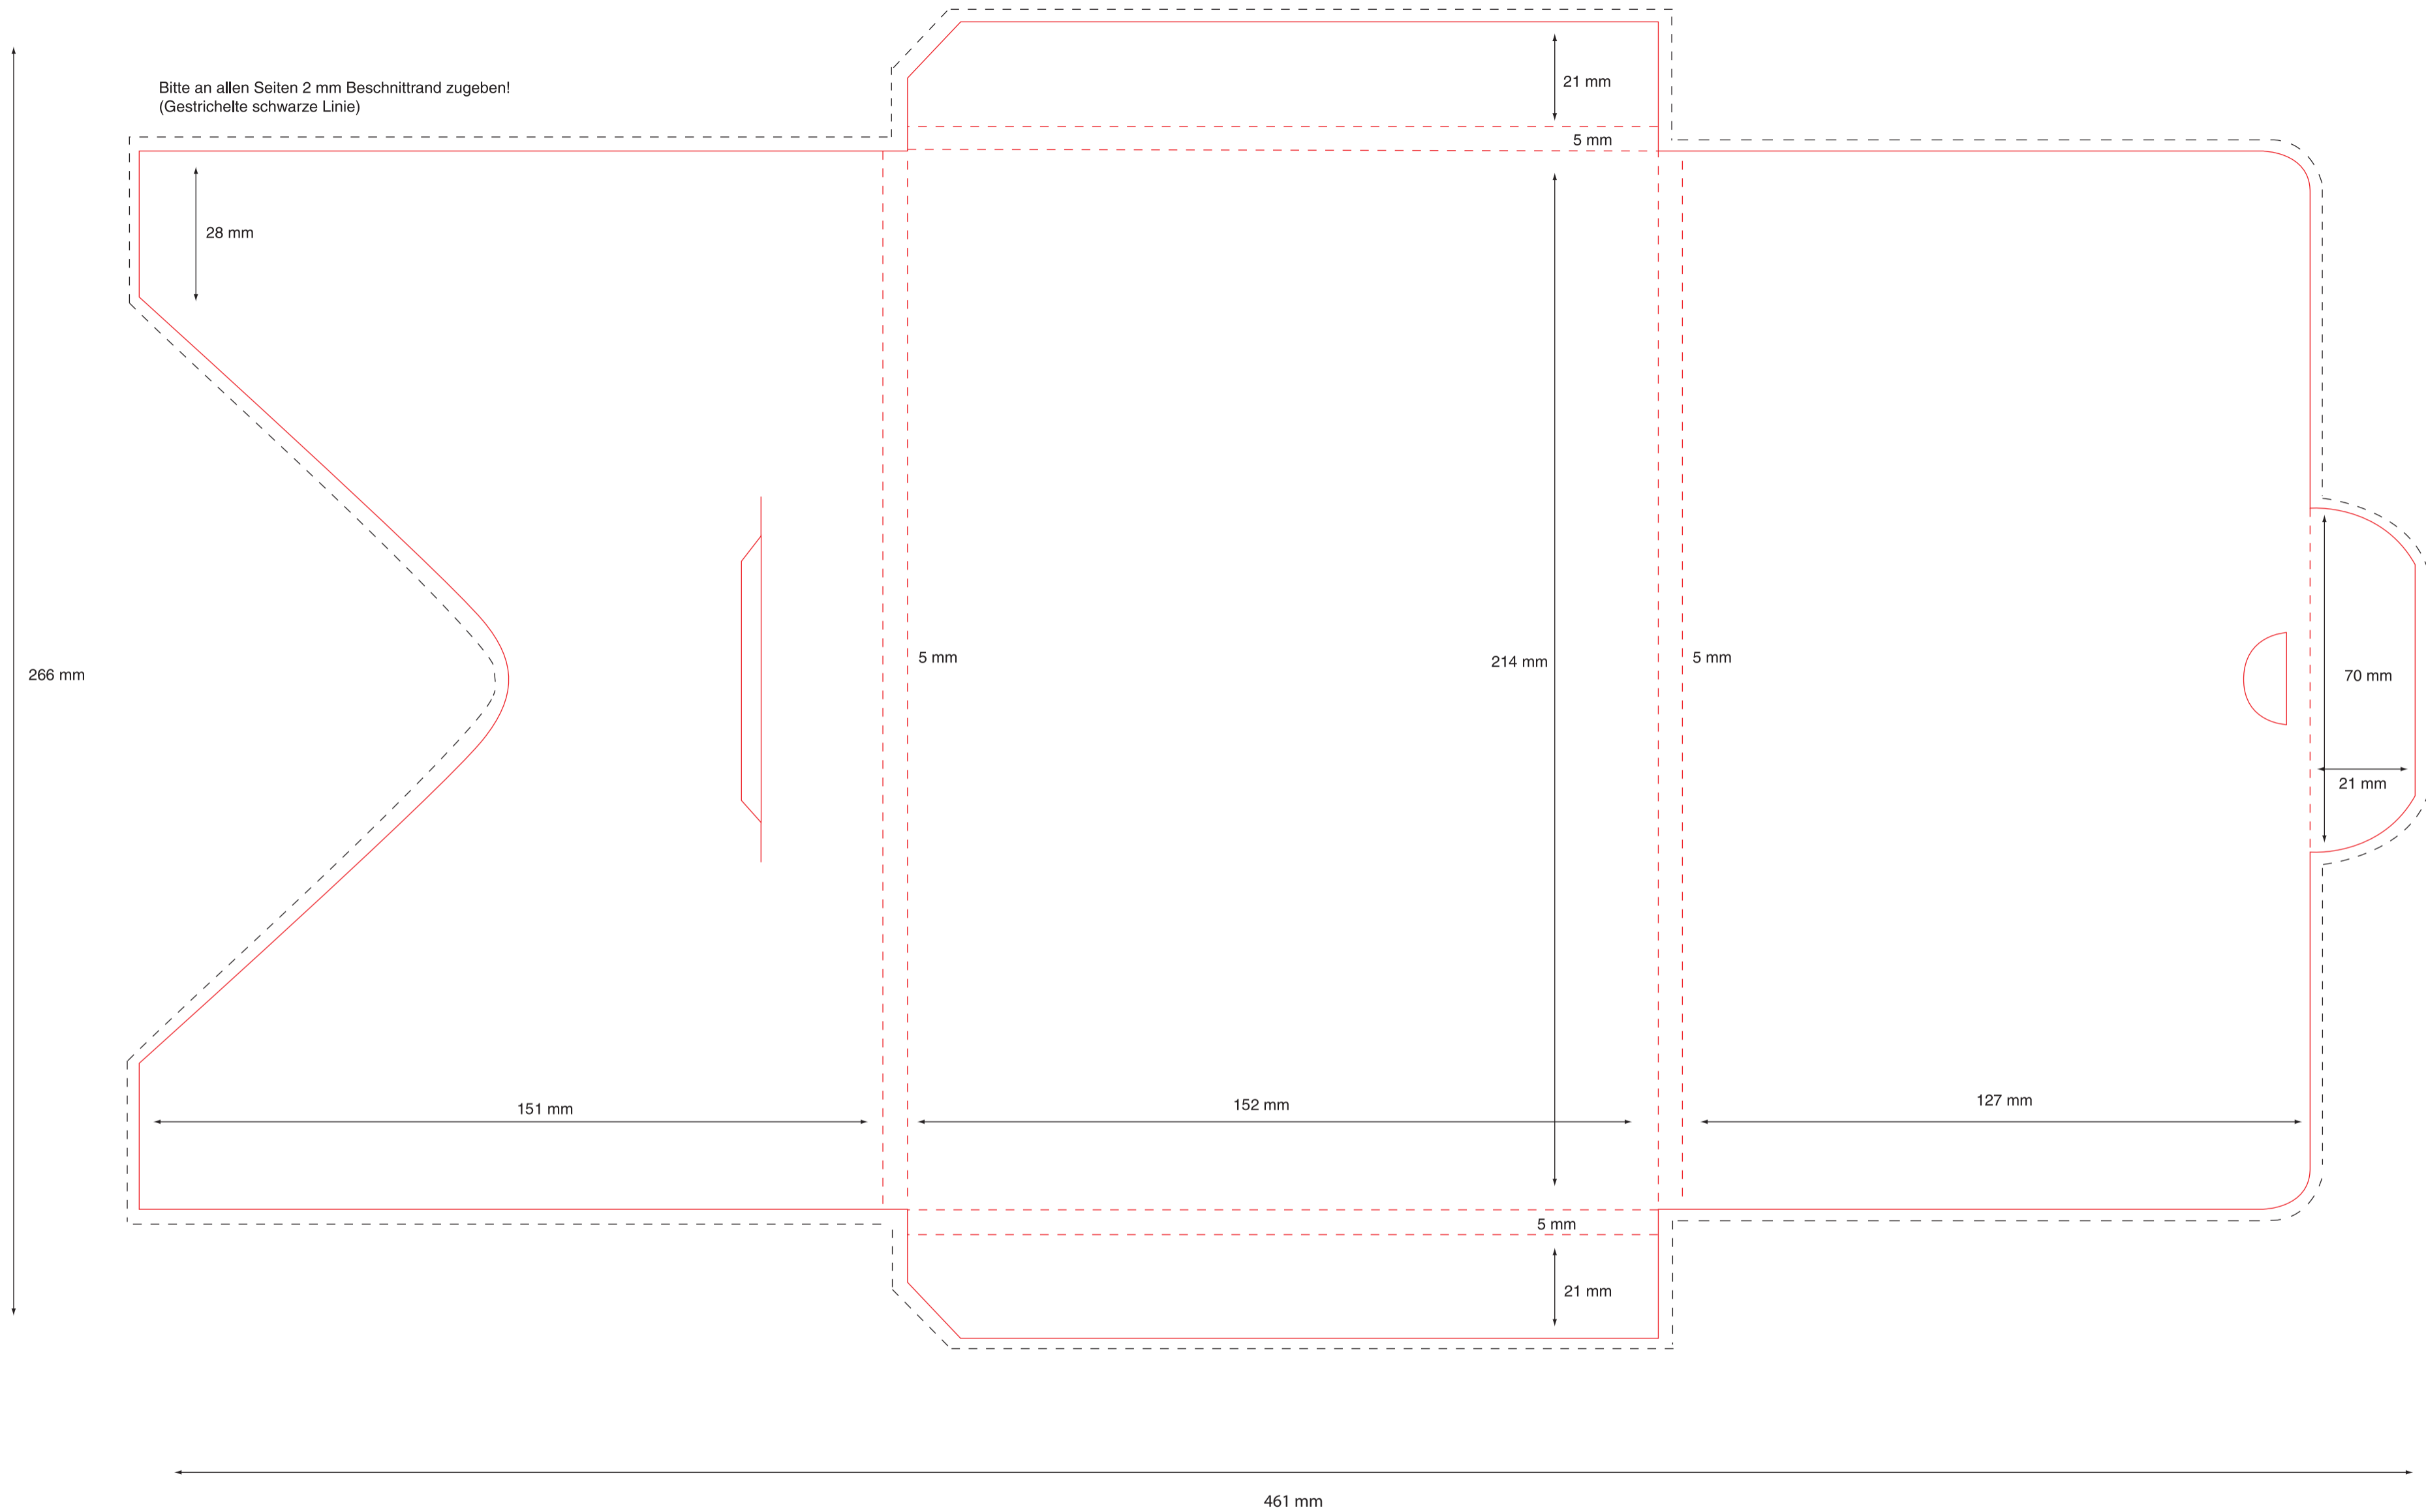 21 mm
Bitte an allen Seiten 2 mm Beschnittrand zugeben!
(Gestrichelte schwarze Linie)
5 mm
28 mm
266 mm
5 mm
214 mm
5 mm
70 mm
21 mm
151 mm
152 mm
127 mm
5 mm
21 mm
461 mm